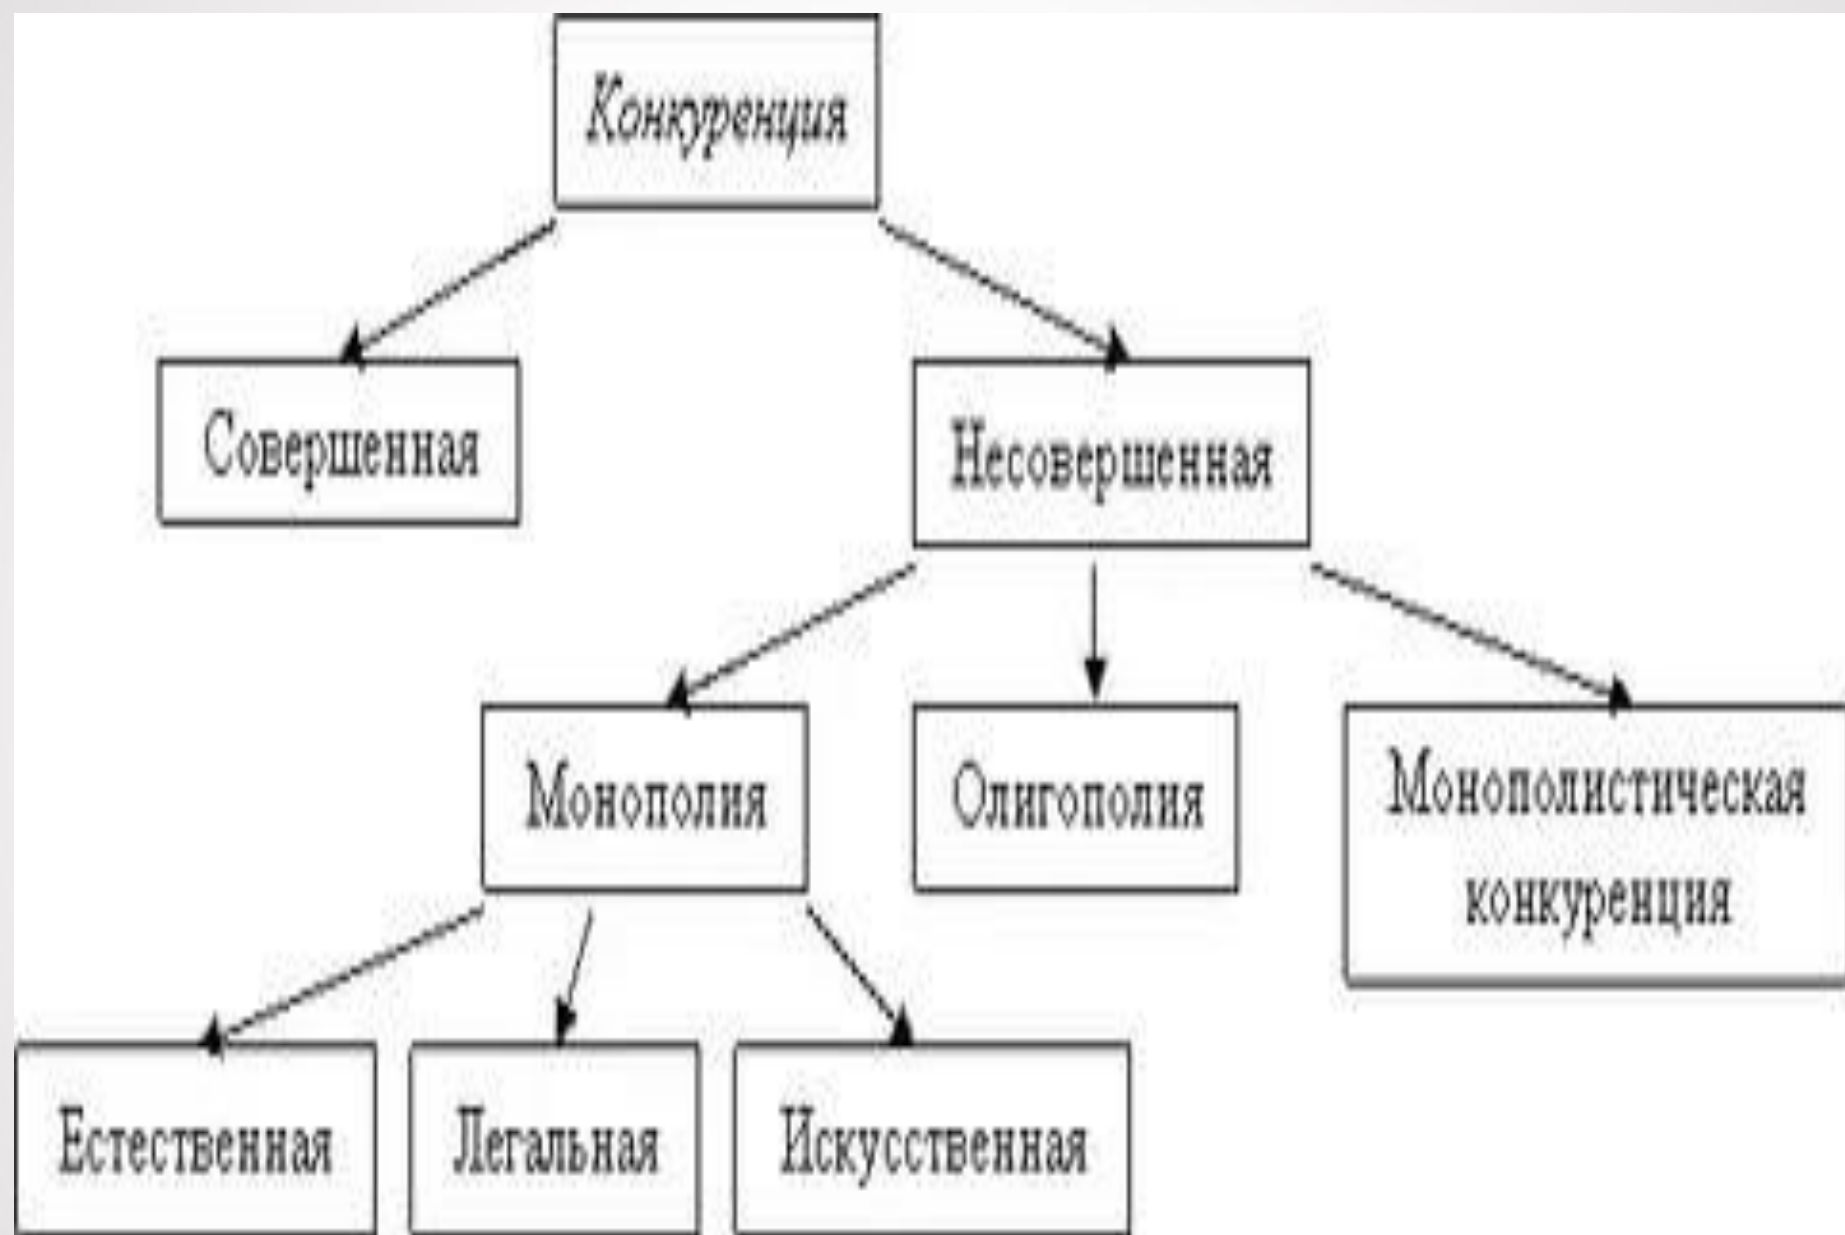 Конкуренция
Совершенная
Несовершенная
Монополия
Олигополия
Монополистическая
конкуренция
Естественная
Легальная
Искусственная